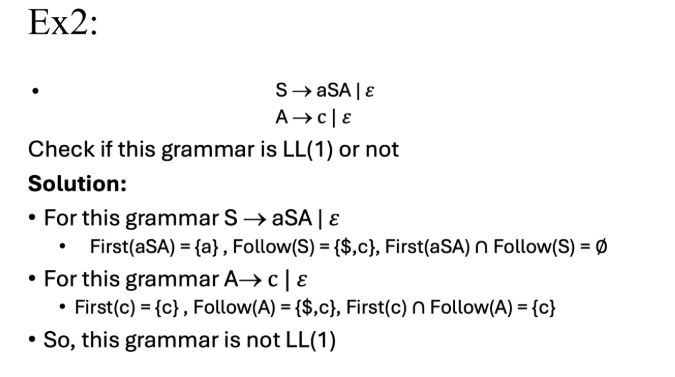 Ex2:
• S → aSA | ε
A → c | ε
Check if this grammar is LL(1) or not
Solution:
• For this grammar S → aSA | ε
• First(aSA) = {a} , Follow(S) = {$,c}, First(aSA) ∩ Follow(S) = ∅
• For this grammar A→ c | ε
• First(c) = {c} , Follow(A) = {$,c}, First(c) ∩ Follow(A) = {c}
• So, this grammar is not LL(1)